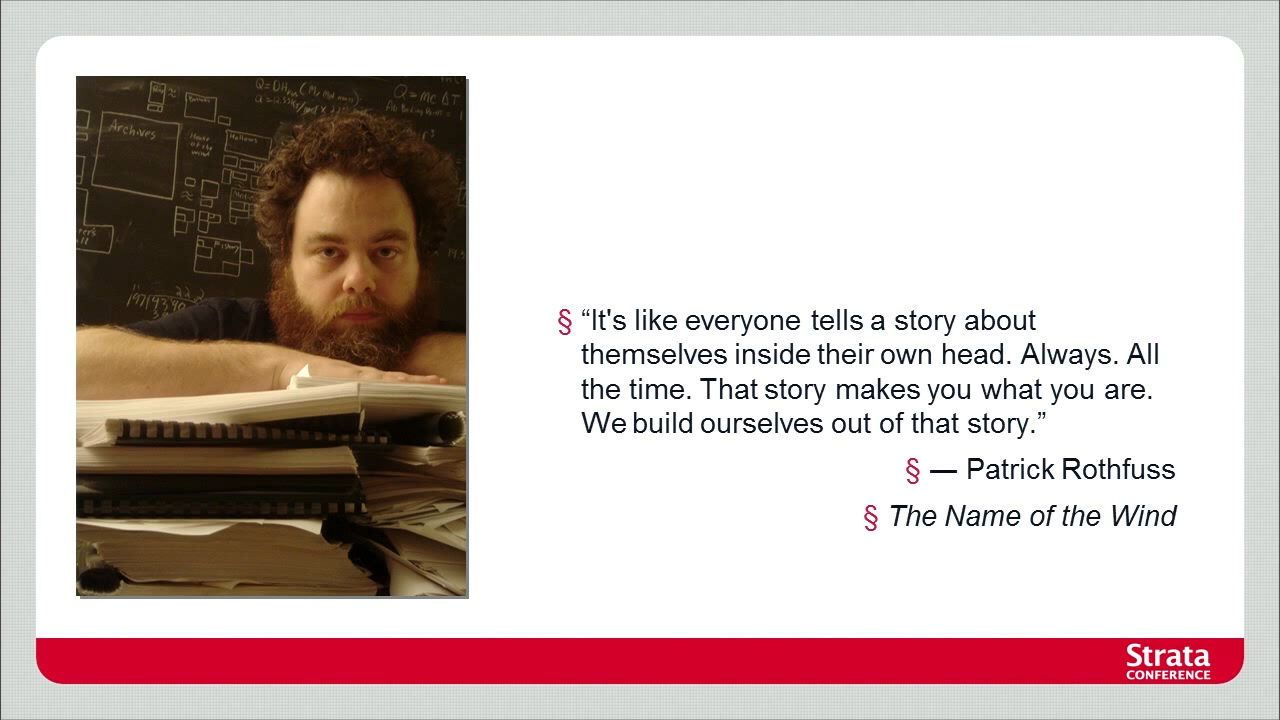 Archives
Q = mc ΔT
§ “It's like everyone tells a story about
themselves inside their own head. Always. All
the time. That story makes you what you are.
We build ourselves out of that story.”
§ — Patrick Rothfuss
§ The Name of the Wind
Strata
CONFERENCE